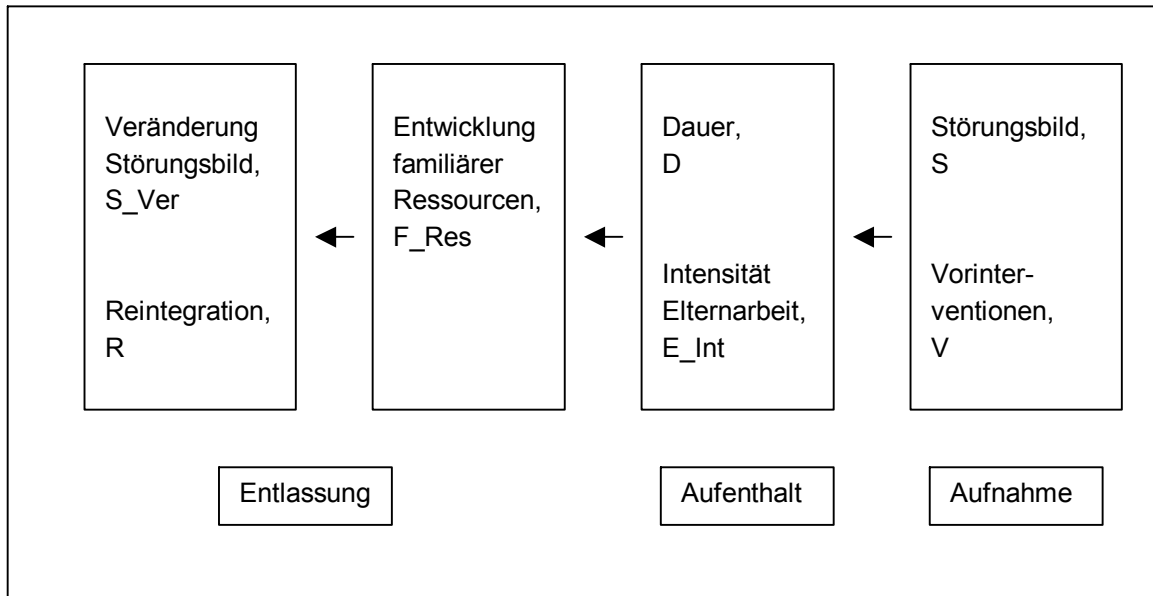 Veränderung
Störungsbild,
S_Ver
Reintegration,
R
Entwicklung
familiärer
Ressourcen,
F_Res
Dauer,
D
Intensität
Elternarbeit,
E_Int
Störungsbild,
S
Vorinter-
ventionen,
V
Entlassung
Aufenthalt
Aufnahme